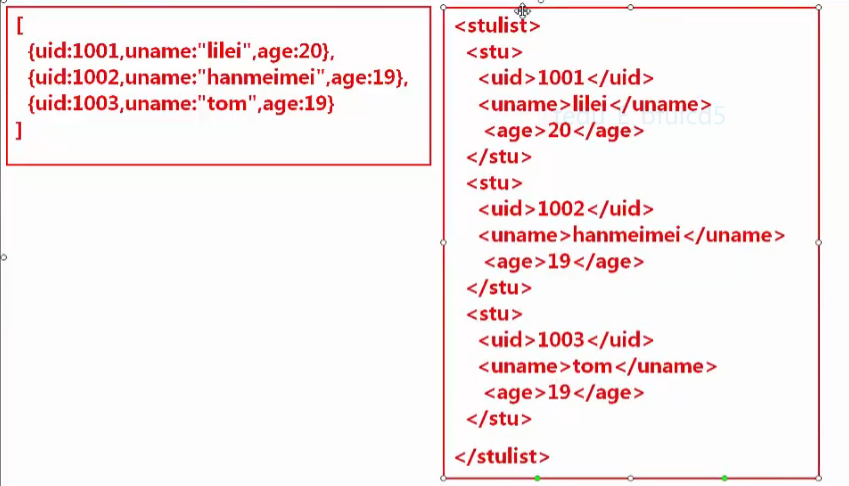 [
{uid:1001,uname:"lilei",age:20},
{uid:1002,uname:"hanmeimei",age:19},
{uid:1003,uname:"tom",age:19}
]
<stulist>
<stu>
<uid>1001</uid>
<uname>lilei</uname>
<age>20</age>
</stu>
<stu>
<uid>1002</uid>
<uname>hanmeimei</uname>
<age>19</age>
</stu>
<stu>
<uid>1003</uid>
<uname>tom</uname>
<age>19</age>
</stu>
</stulist>